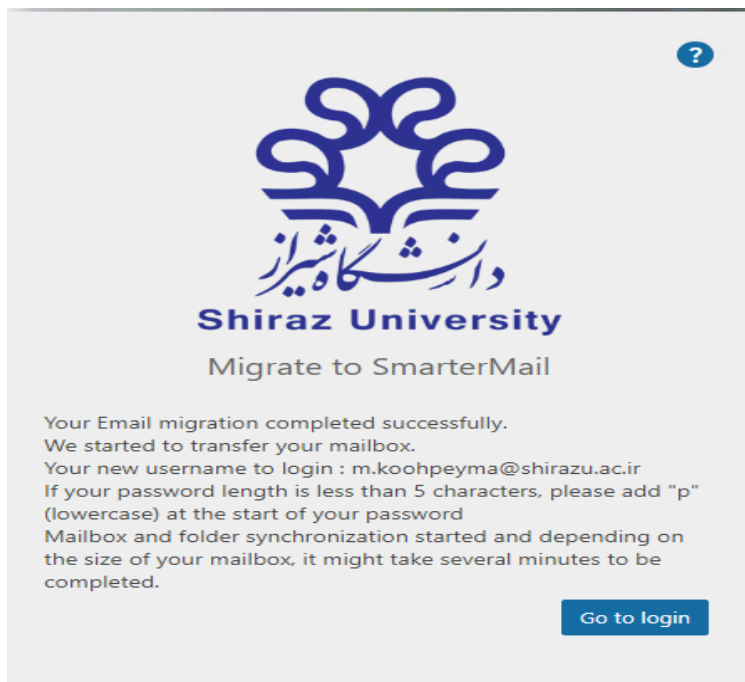 ?
دانشگاه شیراز
Shiraz University
Migrate to SmarterMail
Your Email migration completed successfully.
We started to transfer your mailbox.
Your new username to login : m.koohpeyma@shirazu.ac.ir
If your password length is less than 5 characters, please add "p"
(lowercase) at the start of your password
Mailbox and folder synchronization started and depending on
the size of your mailbox, it might take several minutes to be
completed.
Go to login